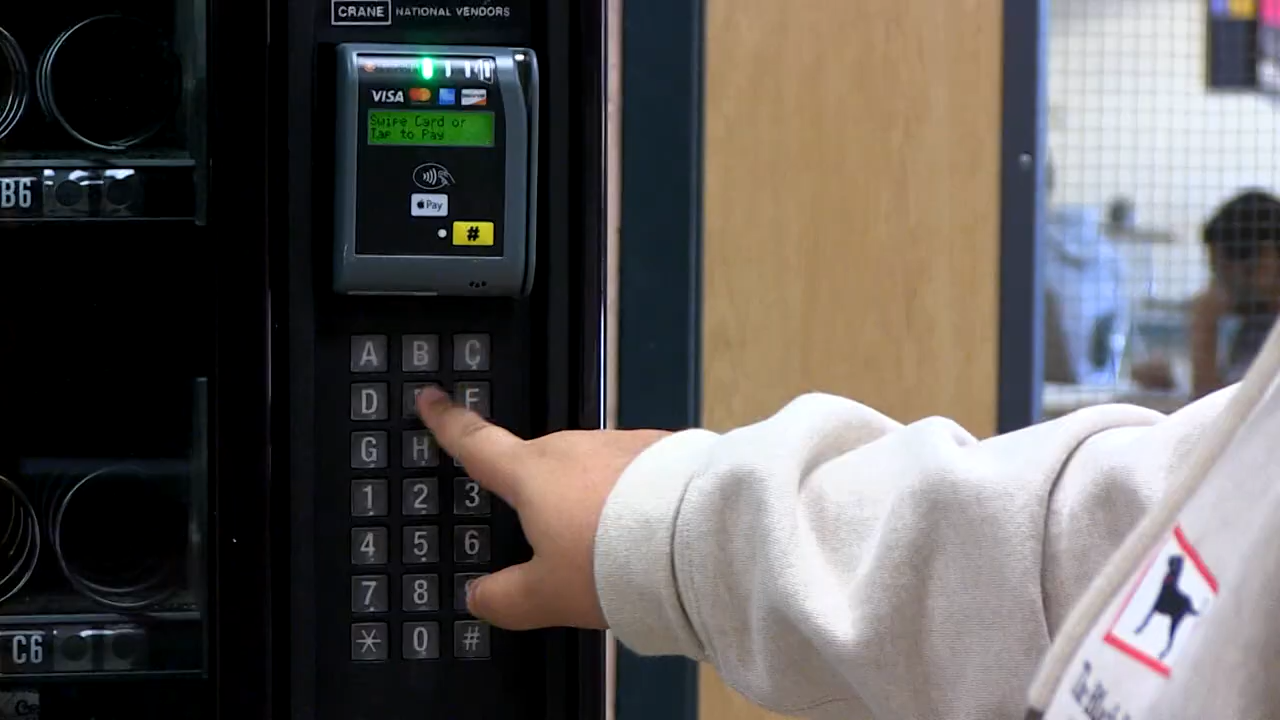 CRANE NATIONAL VENDORS
VISA
Swipe Card or
Tap to Pay
Pay
#
B6
A B C
D
G H
1 2 3
4 5 6
7 8
* 0 #
C6